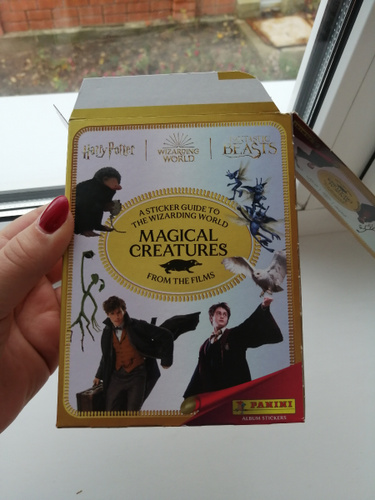 Harry Potter
WIZARDING
WORLD
FANTASTIC
BEASTS
A STICKER GUIDE TO
THE WIZARDING WORLD
MAGICAL
CREATURES
FROM THE FILMS
PANINI
ALBUM STICKERS